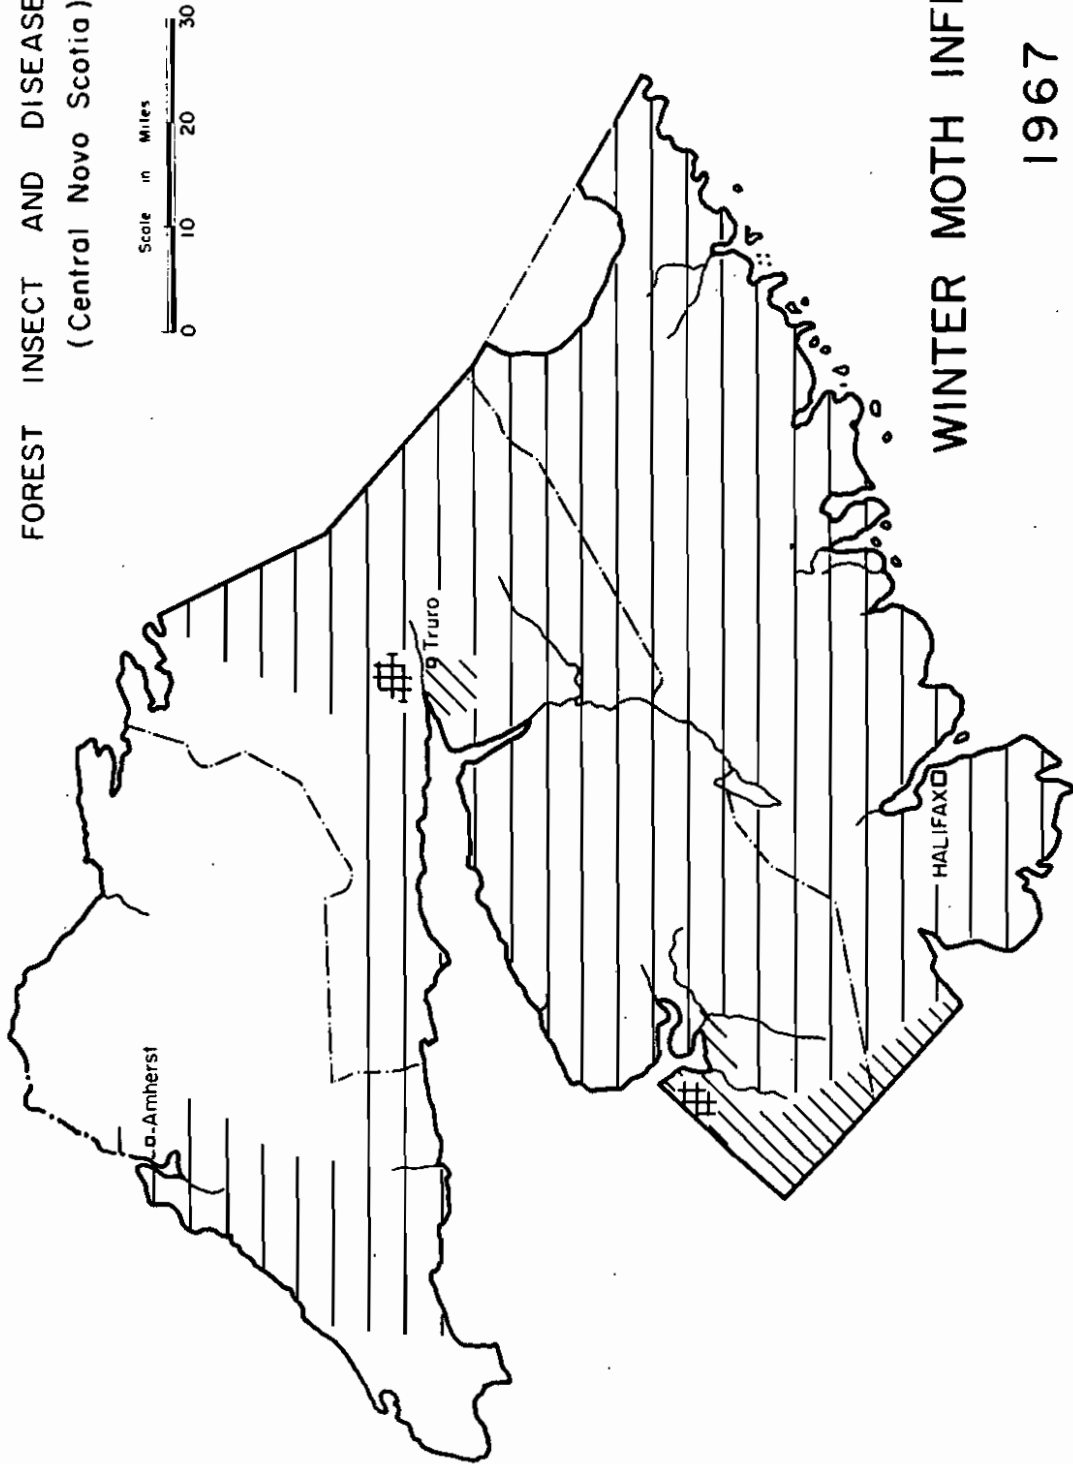 FOREST INSECT AND DISEASE
(Central Novo Scotia)
Scale in Miles
0 10 20 30
Amherst
Truro
HALIFAX
WINTER MOTH INF
1967